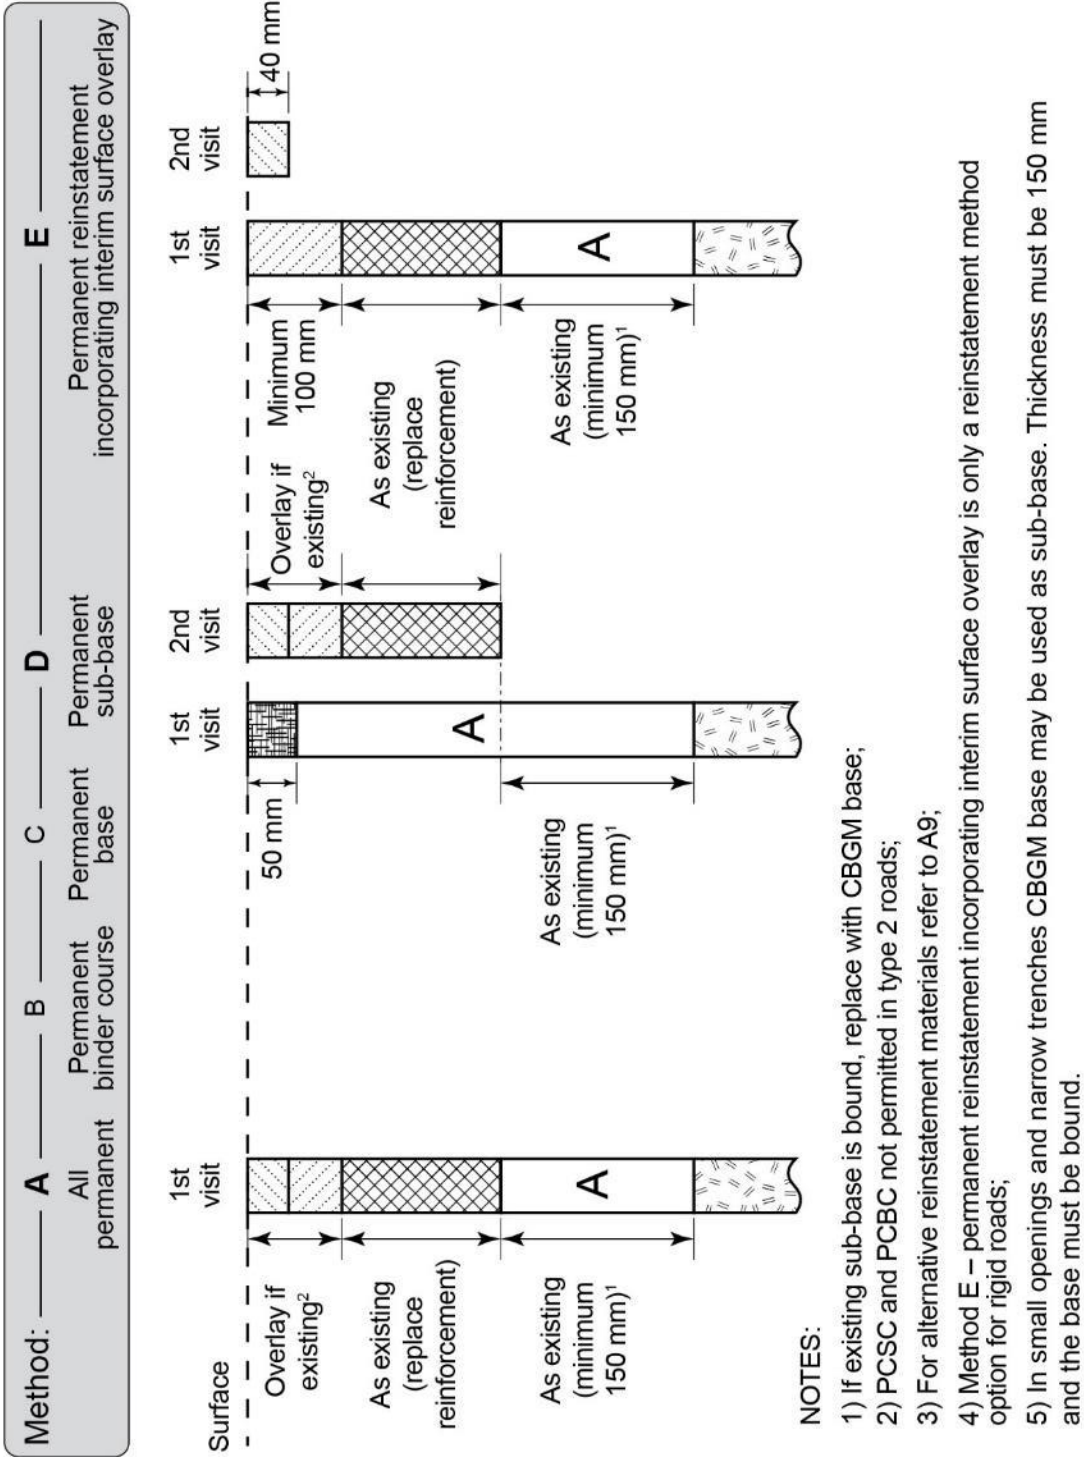 Method: A B C D E
All
permanent
Permanent
binder course
Permanent
base
Permanent
sub-base
Permanent reinstatement
incorporating interim surface overlay
Surface
1st
visit
Overlay if
existing²
As existing
(replace
reinforcement)
As existing
(minimum
150 mm)¹
A
1st
visit
50 mm
As existing
(minimum
150 mm)¹
A
2nd
visit
Overlay if
existing²
As existing
(replace
reinforcement)
1st
visit
Minimum
100 mm
As existing
(minimum
150 mm)¹
A
2nd
visit
40 mm
NOTES:
1) If existing sub-base is bound, replace with CBGM base;
2) PCSC and PCBC not permitted in type 2 roads;
3) For alternative reinstatement materials refer to A9;
4) Method E – permanent reinstatement incorporating interim surface overlay is only a reinstatement method
option for rigid roads;
5) In small openings and narrow trenches CBGM base may be used as sub-base. Thickness must be 150 mm
and the base must be bound.